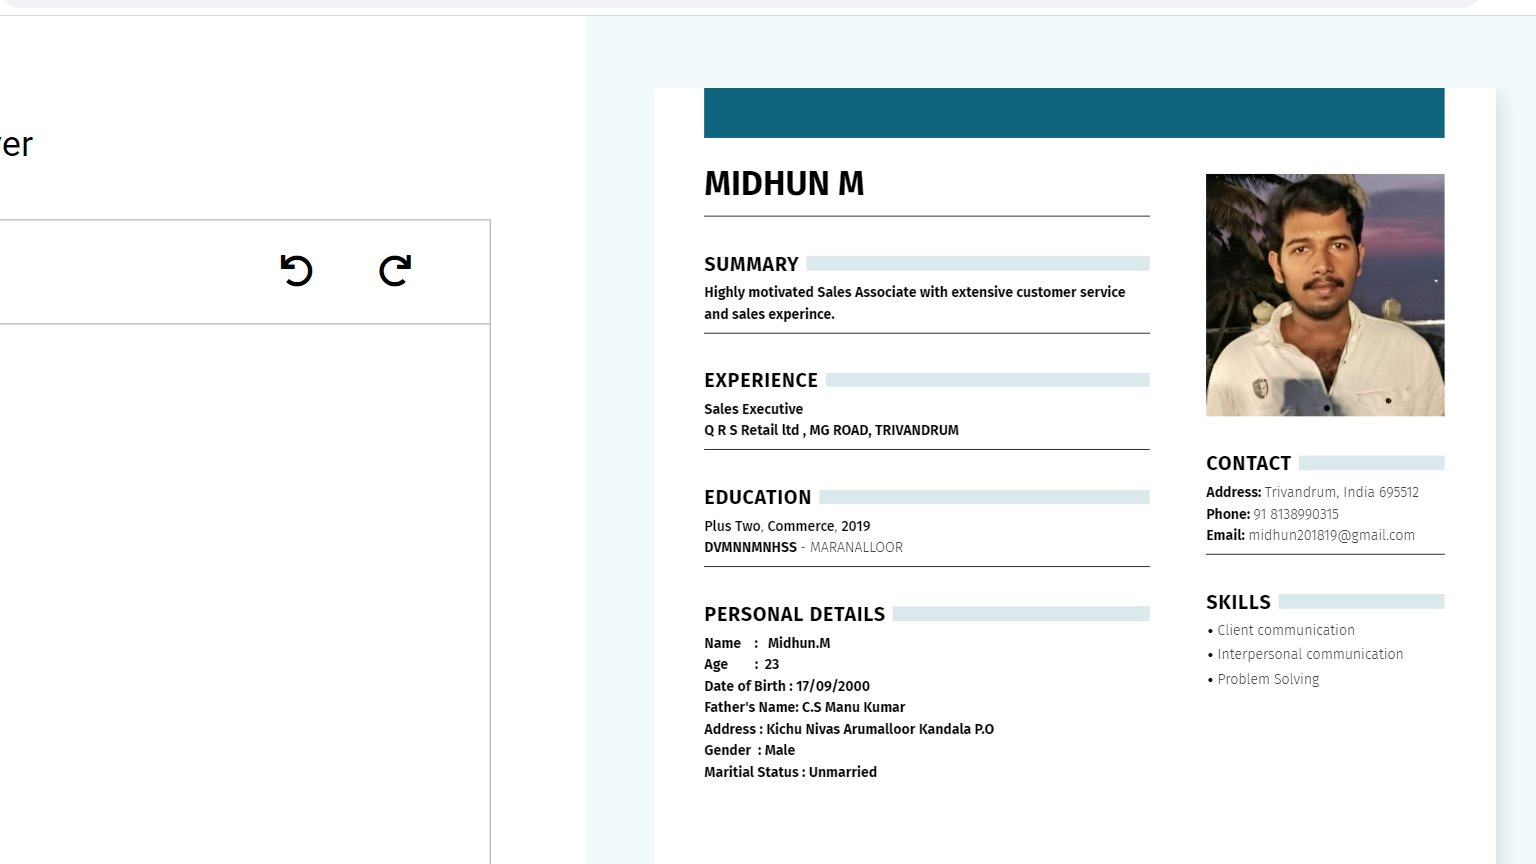 er
MIDHUN M
SUMMARY
Highly motivated Sales Associate with extensive customer service
and sales experince.
EXPERIENCE
Sales Executive
Q R S Retail ltd , MG ROAD, TRIVANDRUM
EDUCATION
Plus Two, Commerce, 2019
DVMNNMNHSS - MARANALLOOR
PERSONAL DETAILS
Name : Midhun.M
Age : 23
Date of Birth : 17/09/2000
Father's Name: C.S Manu Kumar
Address : Kichu Nivas Arumalloor Kandala P.O
Gender : Male
Maritial Status : Unmarried
CONTACT
Address: Trivandrum, India 695512
Phone: 91 8138990315
Email: midhun201819@gmail.com
SKILLS
• Client communication
• Interpersonal communication
• Problem Solving